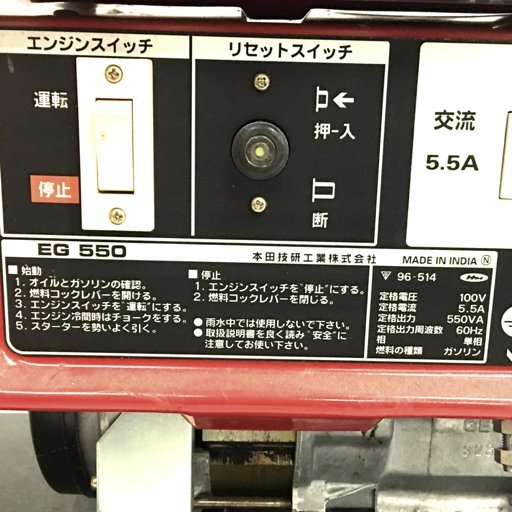 エンジンスイッチ
リセットスイッチ
運転
停止
押-入
断
交流
5.5A
EG 550
本田技研工業株式会社
MADE IN INDIA N
■ 始動
1. オイルとガソリンの確認。
2. 燃料コックレバーを開ける。
3. エンジンスイッチを"運転"にする。
4. エンジン冷間時はチョークをする。
5. スターターを勢いよく引く。
■ 停止
1. エンジンスイッチを"停止"にする。
2. 燃料コックレバーを閉じる。
● 雨水中では使用しないで下さい。
● 取扱説明書を良く読み"安全"に
注意してお使い下さい。
96-514
定格電圧 100V
定格電流 5.5A
定格出力 550VA
定格出力周波数 60Hz
相 単相
燃料の種類 ガソリン